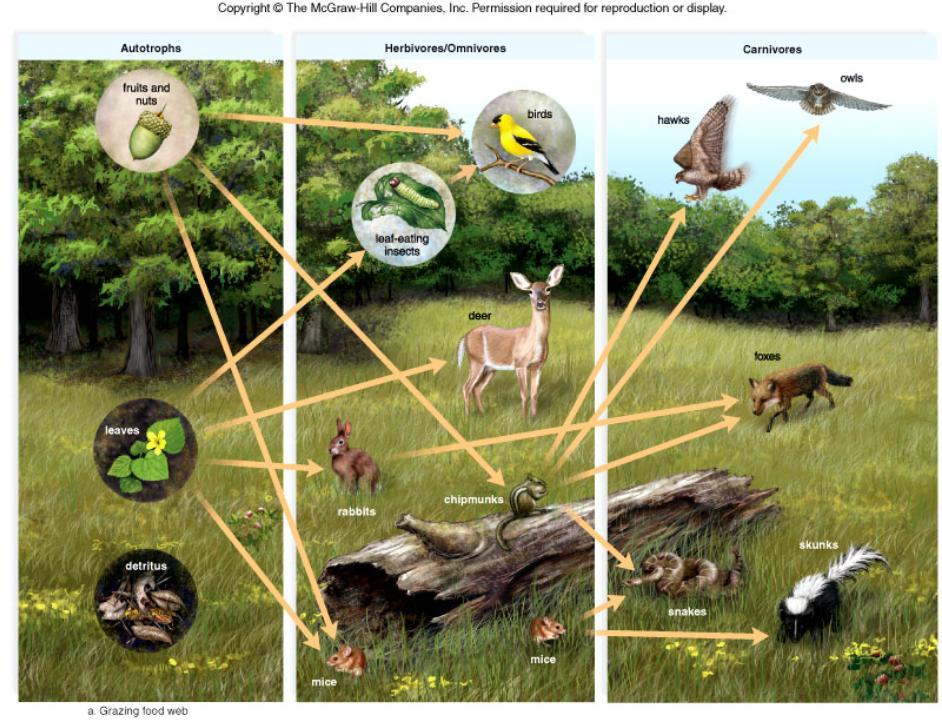 Copyright © The McGraw-Hill Companies, Inc. Permission required for reproduction or display.
Autotrophs
Herbivores/Omnivores
Carnivores
fruits and
nuts
birds
owls
hawks
leaf-eating
insects
deer
foxes
leaves
rabbits
chipmunks
detritus
skunks
snakes
mice
mice
a. Grazing food web